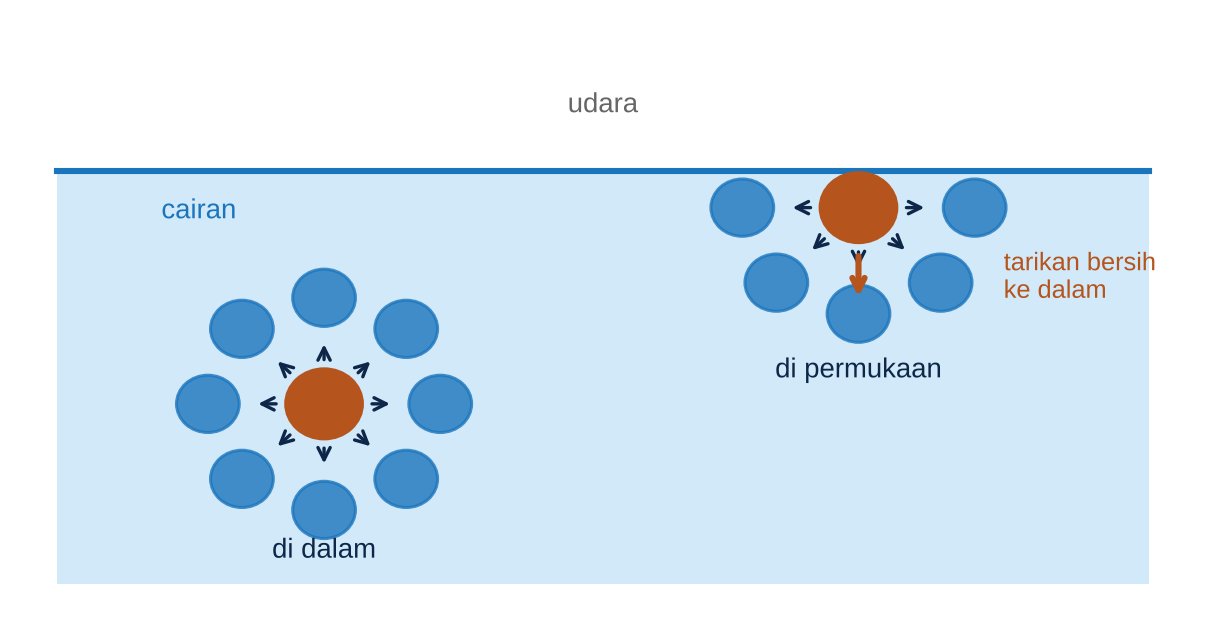 udara
cairan
tarikan bersih
ke dalam
di permukaan
di dalam